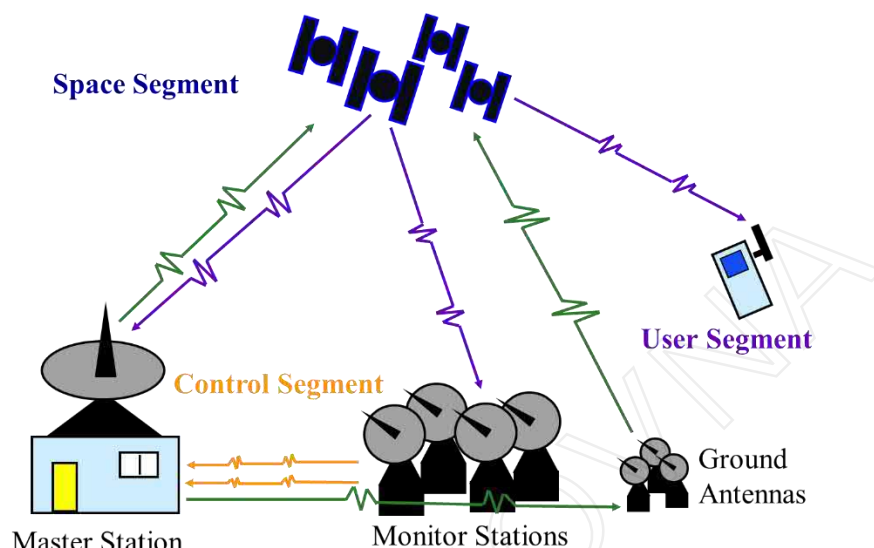 Space Segment
User Segment
Control Segment
Ground
Antennas
Monitor Stations
Master Station